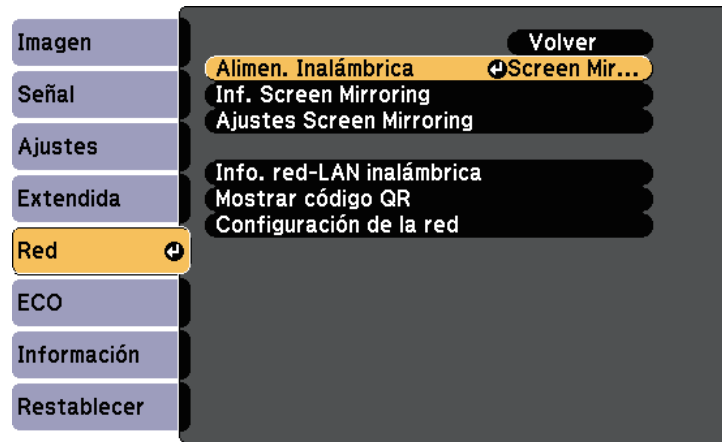 Imagen
Señal
Ajustes
Extendida
Red
ECO
Información
Restablecer
Volver
Alimen. Inalámbrica Screen Mir...
Inf. Screen Mirroring
Ajustes Screen Mirroring
Info. red-LAN inalámbrica
Mostrar código QR
Configuración de la red